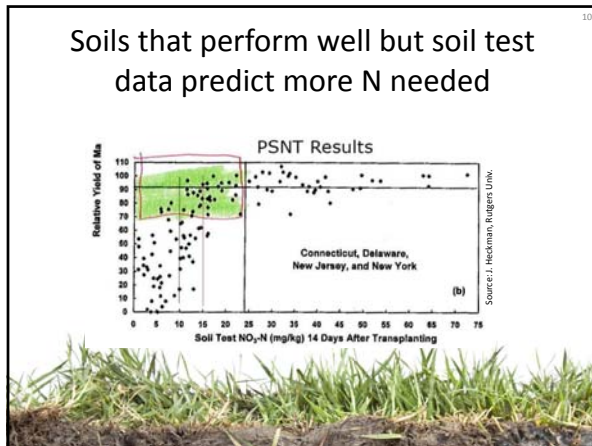 10
Soils that perform well but soil test
data predict more N needed
PSNT Results
Relative Yield of Ma
110
100
90
80
70
60
50
40
30
20
10
0
Connecticut, Delaware,
New Jersey, and New York
(b)
0 5 10 15 20 25 30 35 40 45 50 55 60 65 70 75
Soil Test NO₃-N (mg/kg) 14 Days After Transplanting
Source: J. Heckman, Rutgers Univ.